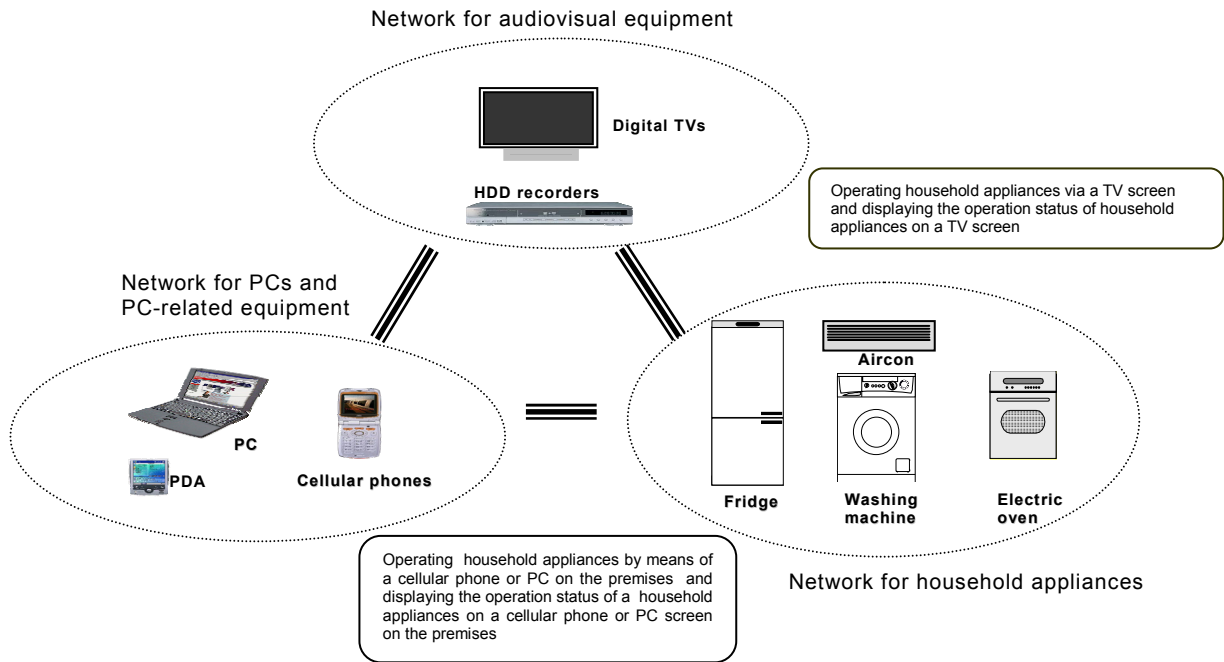 Network for audiovisual equipment
Digital TVs
HDD recorders
Operating household appliances via a TV screen
and displaying the operation status of household
appliances on a TV screen
Network for PCs and
PC-related equipment
PC
PDA
Cellular phones
Aircon
Fridge
Washing
machine
Electric
oven
Operating household appliances by means of
a cellular phone or PC on the premises and
displaying the operation status of a household
appliances on a cellular phone or PC screen
on the premises
Network for household appliances